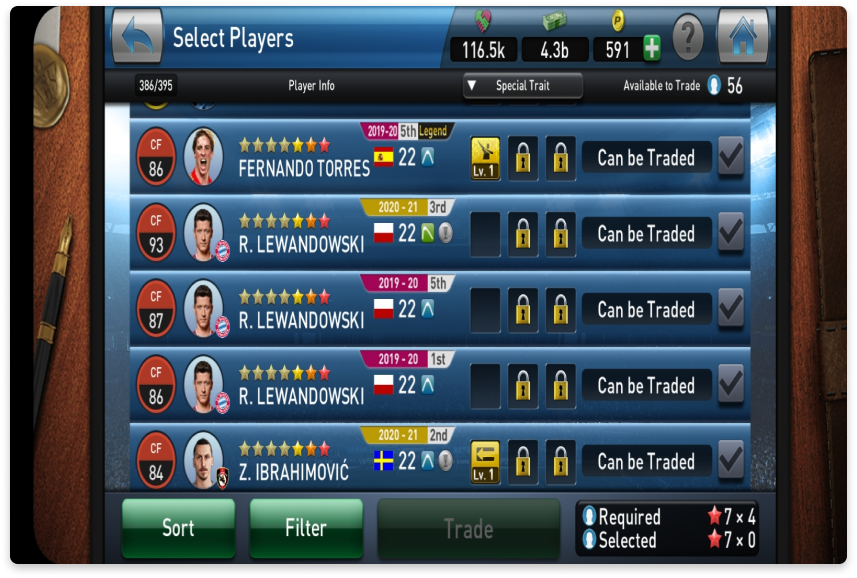 Select Players
116.5k
4.3b
591
?
386/395
Player Info
Special Trait
Available to Trade 56
2019-20 5th Legend
CF
86
FERNANDO TORRES
22
Lv. 1
Can be Traded
2020 - 21 3rd
CF
93
R. LEWANDOWSKI
22
Can be Traded
2019 - 20 5th
CF
87
R. LEWANDOWSKI
22
Can be Traded
2019 - 20 1st
CF
86
R. LEWANDOWSKI
22
Can be Traded
2020 - 21 2nd
CF
84
Z. IBRAHIMOVIĆ
22
Lv. 1
Can be Traded
Sort
Filter
Trade
Required 7 × 4
Selected 7 × 0